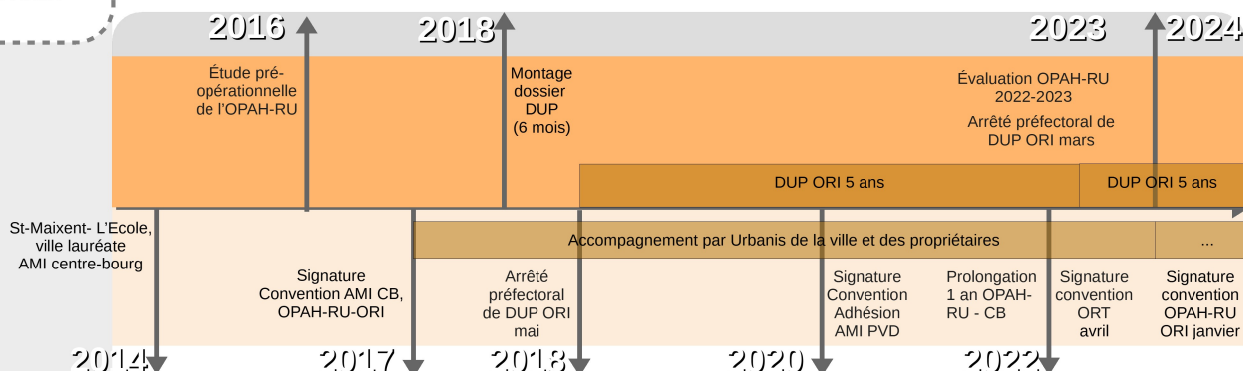 2016
2018
2023
2024
Étude pré-
opérationnelle
de l'OPAH-RU
Montage
dossier
DUP
(6 mois)
Évaluation OPAH-RU
2022-2023
Arrêté préfectoral de
DUP ORI mars
DUP ORI 5 ans
DUP ORI 5 ans
St-Maixent- L'Ecole,
ville lauréate
AMI centre-bourg
Accompagnement par Urbanis de la ville et des propriétaires
...
Signature
Convention AMI CB,
OPAH-RU-ORI
Arrêté
préfectoral
de DUP ORI
mai
Signature
Convention
Adhésion
AMI PVD
Prolongation
1 an OPAH-
RU - CB
Signature
convention
ORT
avril
Signature
convention
OPAH-RU
ORI janvier
2014
2017
2018
2020
2022